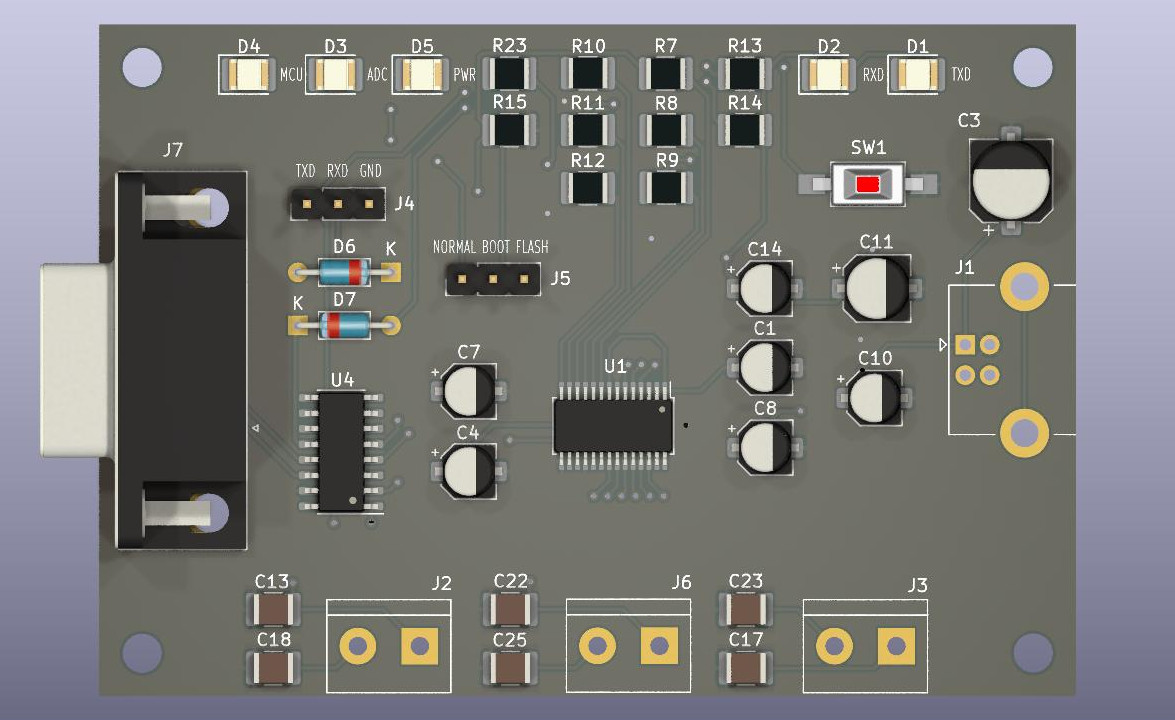 D4 D3 D5 R23 R10 R7 R13 D2 D1
MCU ADC PWR RXD TXD
R15 R11 R8 R14
C3
J7
R12 R9 SW1
TXD RXD GND
J4
+
D6 K
NORMAL BOOT FLASH
C14 C11
J5
J1
+ +
K D7
C1
C7 U1 C10
+ + +
U4
C4 C8
+ +
C13 J2 C22 J6 C23 J3
C18 C25 C17